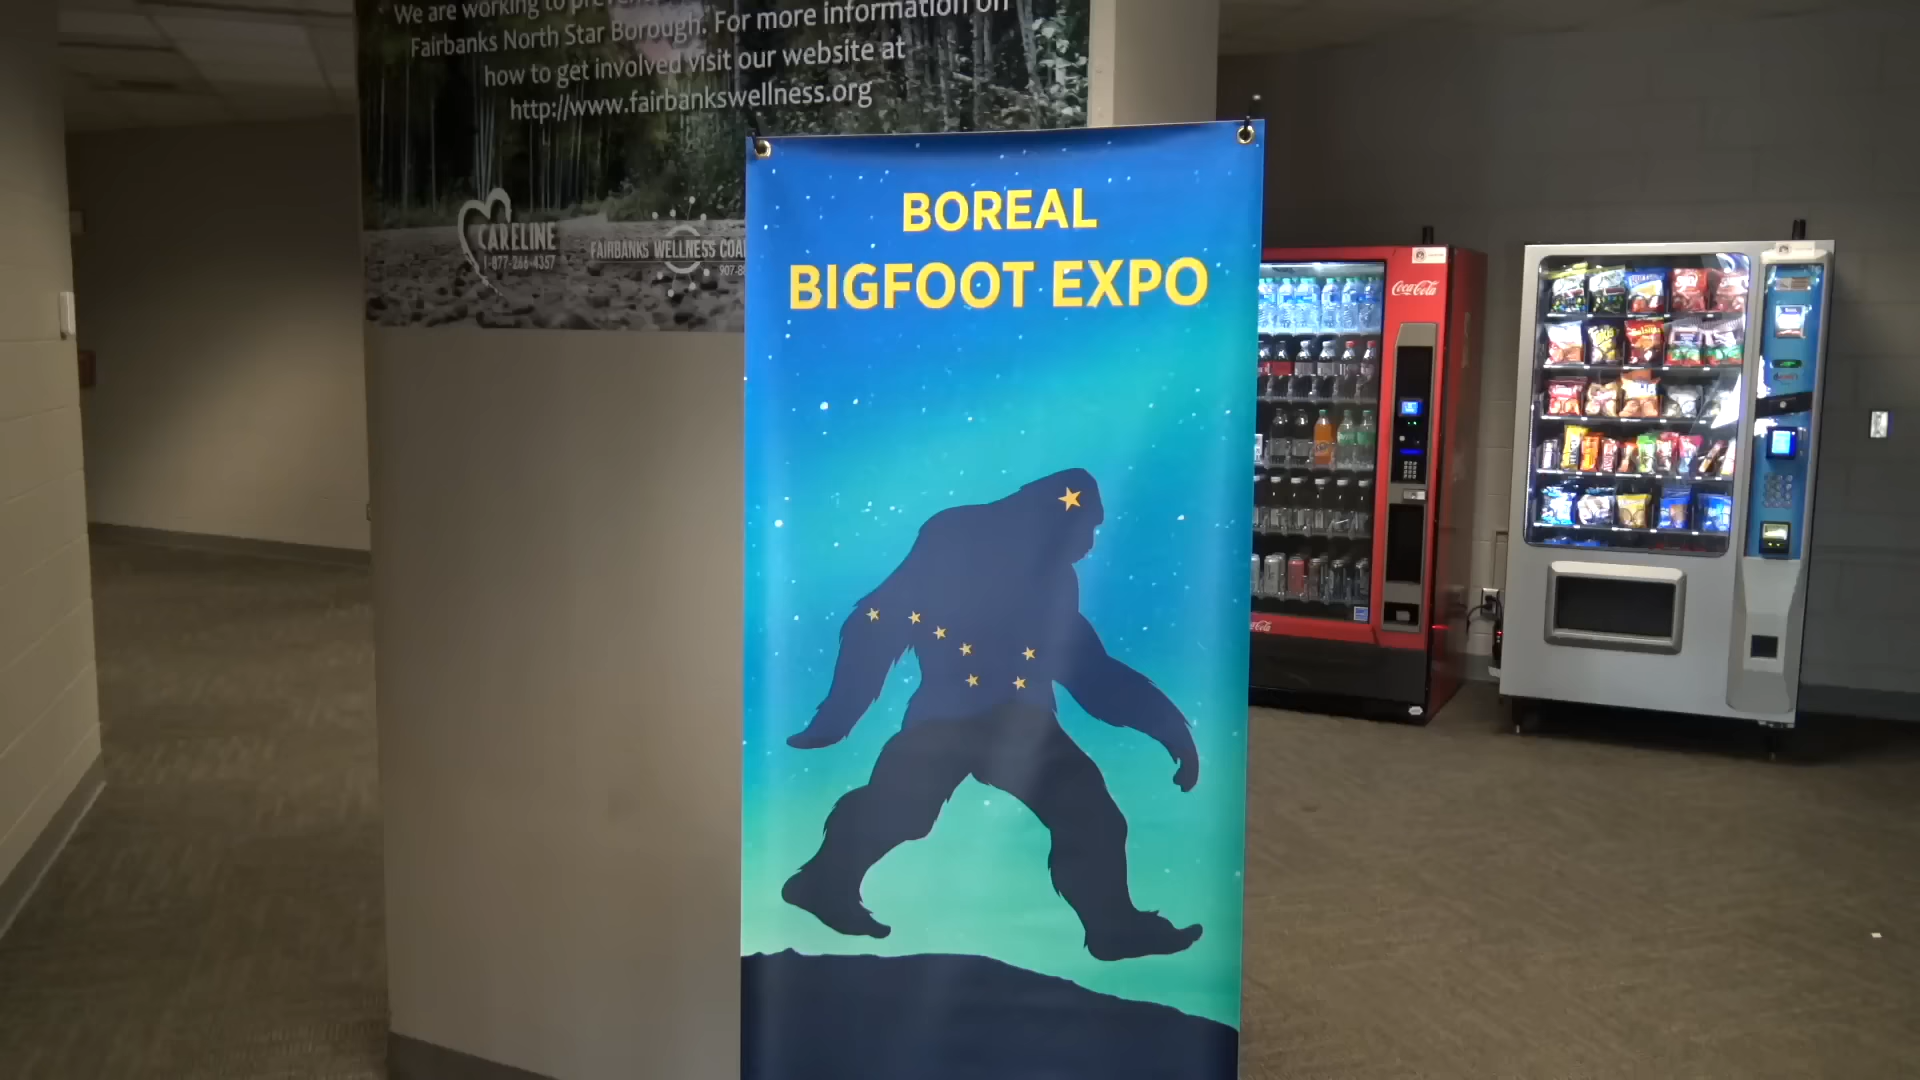 We are working to
Fairbanks North Star Borough. For more information on
how to get involved visit our website at
http://www.fairbankswellness.org
CARELINE
1-877-266-4357
FAIRBANKS WELLNESS
907-
BOREAL
BIGFOOT EXPO
Coca-Cola